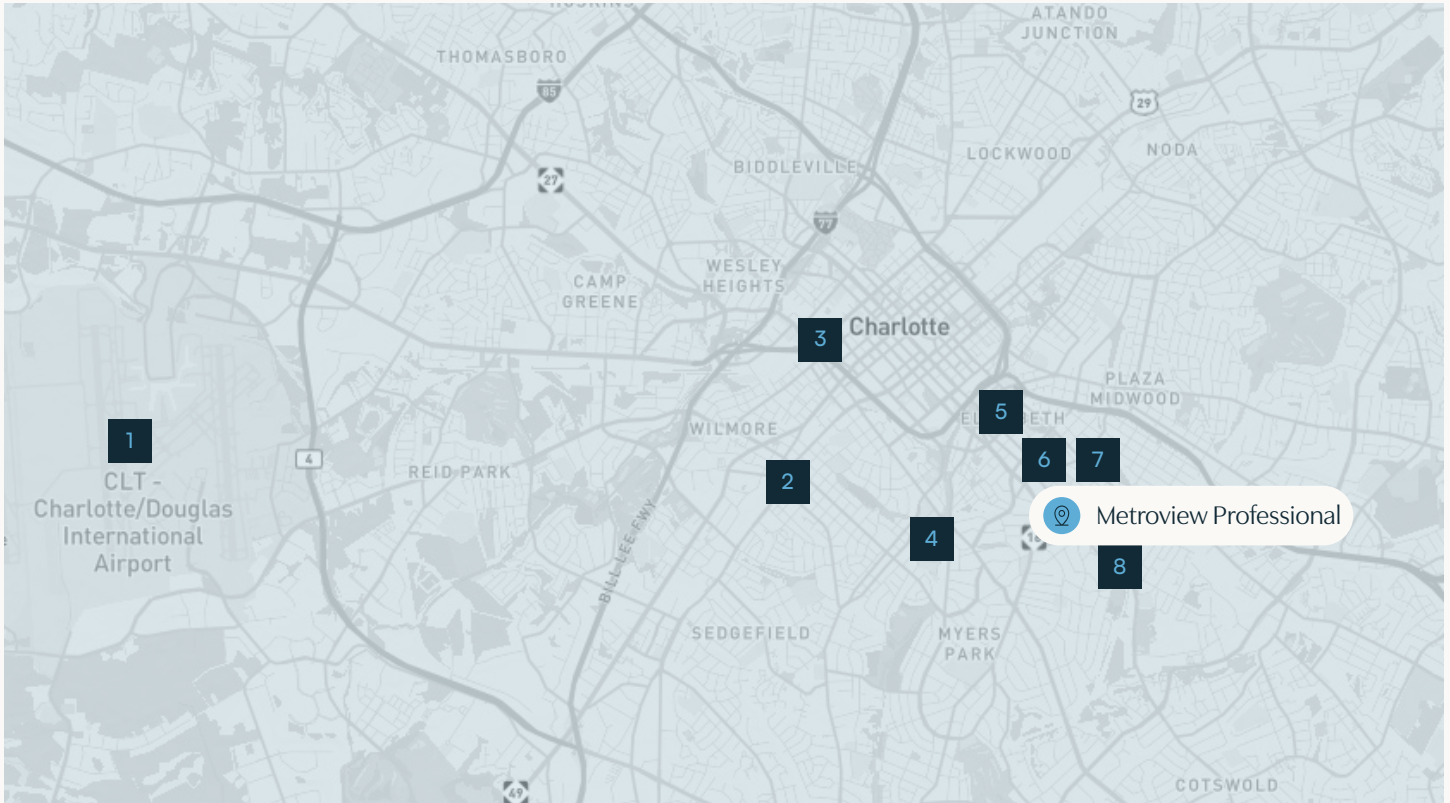 ATANDO
JUNCTION
THOMASBORO
85
29
LOCKWOOD
NODA
BIDDLEVILLE
27
77
WESLEY
HEIGHTS
CAMP
GREENE
3
Charlotte
PLAZA
MIDWOOD
5
WILMORE
1
4
REID PARK
6
7
2
CLT -
Charlotte/Douglas
International
Airport
Metroview Professional
4
8
BILL LEE FWY
SEDGEFIELD
MYERS
PARK
COTSWOLD
49